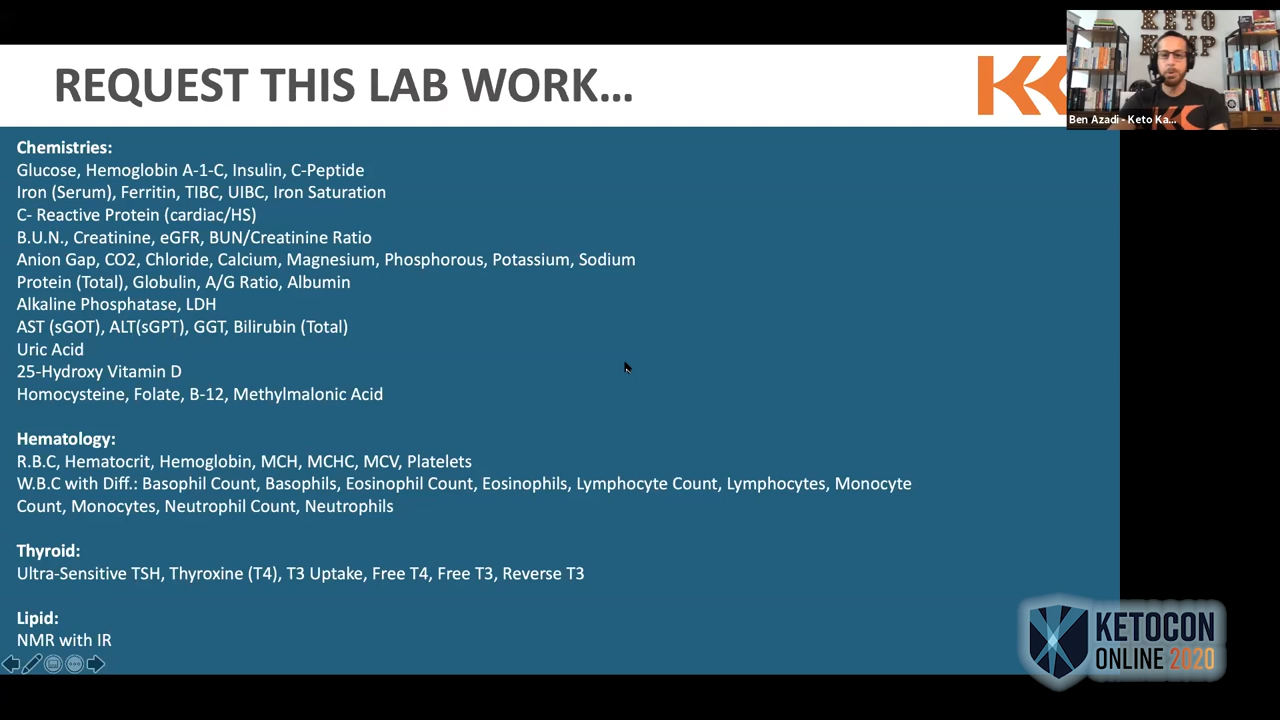 REQUEST THIS LAB WORK...
KETO
Ben Azadi - Keto Ka...
Chemistries:
Glucose, Hemoglobin A-1-C, Insulin, C-Peptide
Iron (Serum), Ferritin, TIBC, UIBC, Iron Saturation
C- Reactive Protein (cardiac/HS)
B.U.N., Creatinine, eGFR, BUN/Creatinine Ratio
Anion Gap, CO2, Chloride, Calcium, Magnesium, Phosphorous, Potassium, Sodium
Protein (Total), Globulin, A/G Ratio, Albumin
Alkaline Phosphatase, LDH
AST (sGOT), ALT(sGPT), GGT, Bilirubin (Total)
Uric Acid
25-Hydroxy Vitamin D
Homocysteine, Folate, B-12, Methylmalonic Acid
Hematology:
R.B.C, Hematocrit, Hemoglobin, MCH, MCHC, MCV, Platelets
W.B.C with Diff.: Basophil Count, Basophils, Eosinophil Count, Eosinophils, Lymphocyte Count, Lymphocytes, Monocyte
Count, Monocytes, Neutrophil Count, Neutrophils
Thyroid:
Ultra-Sensitive TSH, Thyroxine (T4), T3 Uptake, Free T4, Free T3, Reverse T3
Lipid:
NMR with IR
KETOCON
ONLINE 2020